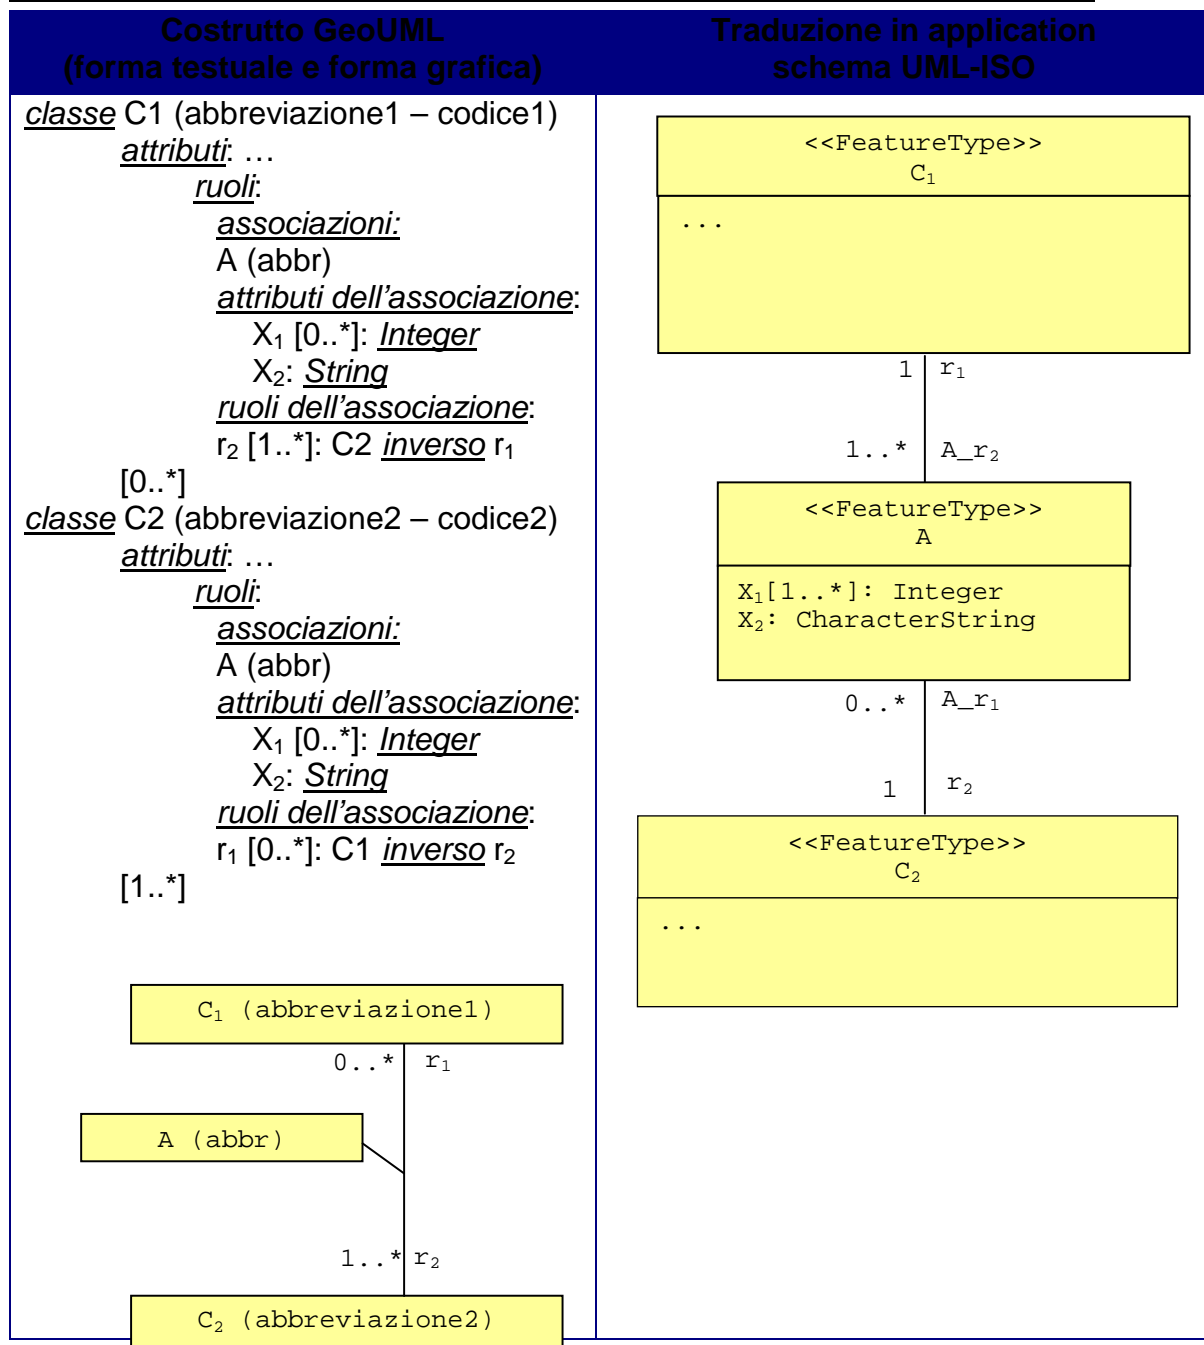 Costrutto GeoUML
(forma testuale e forma grafica)
Traduzione in application
schema UML-ISO
classe C1 (abbreviazione1 – codice1)
attributi: …
ruoli:
associazioni:
A (abbr)
attributi dell'associazione:
X₁ [0..*]: Integer
X₂: String
ruoli dell'associazione:
r₂ [1..*]: C2 inverso r₁
[0..*]
classe C2 (abbreviazione2 – codice2)
attributi: …
ruoli:
associazioni:
A (abbr)
attributi dell'associazione:
X₁ [0..*]: Integer
X₂: String
ruoli dell'associazione:
r₁ [0..*]: C1 inverso r₂
[1..*]
C₁ (abbreviazione1)
0..* r₁
A (abbr)
1..* r₂
C₂ (abbreviazione2)
<<FeatureType>>
C₁
...
1 r₁
1..* A_r₂
<<FeatureType>>
A
X₁[1..*]: Integer
X₂: CharacterString
0..* A_r₁
1 r₂
<<FeatureType>>
C₂
...